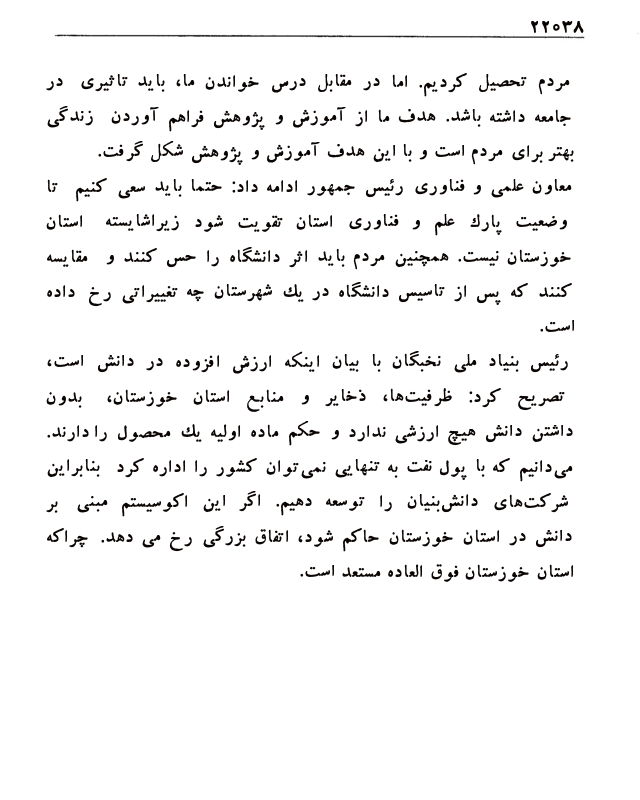 ۲۲۰۳۸
مردم تحصیل کردیم. اما در مقابل درس خواندن ما، باید تاثیری در
جامعه داشته باشد. هدف ما از آموزش و پژوهش فراهم آوردن زندگی
بهتر برای مردم است و با این هدف آموزش و پژوهش شکل گرفت.
معاون علمی و فناوری رئیس جمهور ادامه داد: حتما باید سعی کنیم تا
وضعیت پارك علم و فناوری استان تقویت شود زیراشایسته استان
خوزستان نیست. همچنین مردم باید اثر دانشگاه را حس کنند و مقایسه
کنند که پس از تاسیس دانشگاه در یك شهرستان چه تغییراتی رخ داده
است.
رئیس بنیاد ملی نخبگان با بیان اینکه ارزش افزوده در دانش است،
تصریح کرد: ظرفیت‌ها، ذخایر و منابع استان خوزستان، بدون
داشتن دانش هیچ ارزشی ندارد و حکم ماده اولیه یك محصول را دارند.
می‌دانیم که با پول نفت به تنهایی نمی‌توان کشور را اداره کرد بنابراین
شرکت‌های دانش‌بنیان را توسعه دهیم. اگر این اکوسیستم مبنی بر
دانش در استان خوزستان حاکم شود، اتفاق بزرگی رخ می دهد. چراکه
استان خوزستان فوق العاده مستعد است.